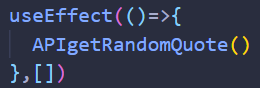 useEffect(()=>{
  APIgetRandomQuote()
},[])